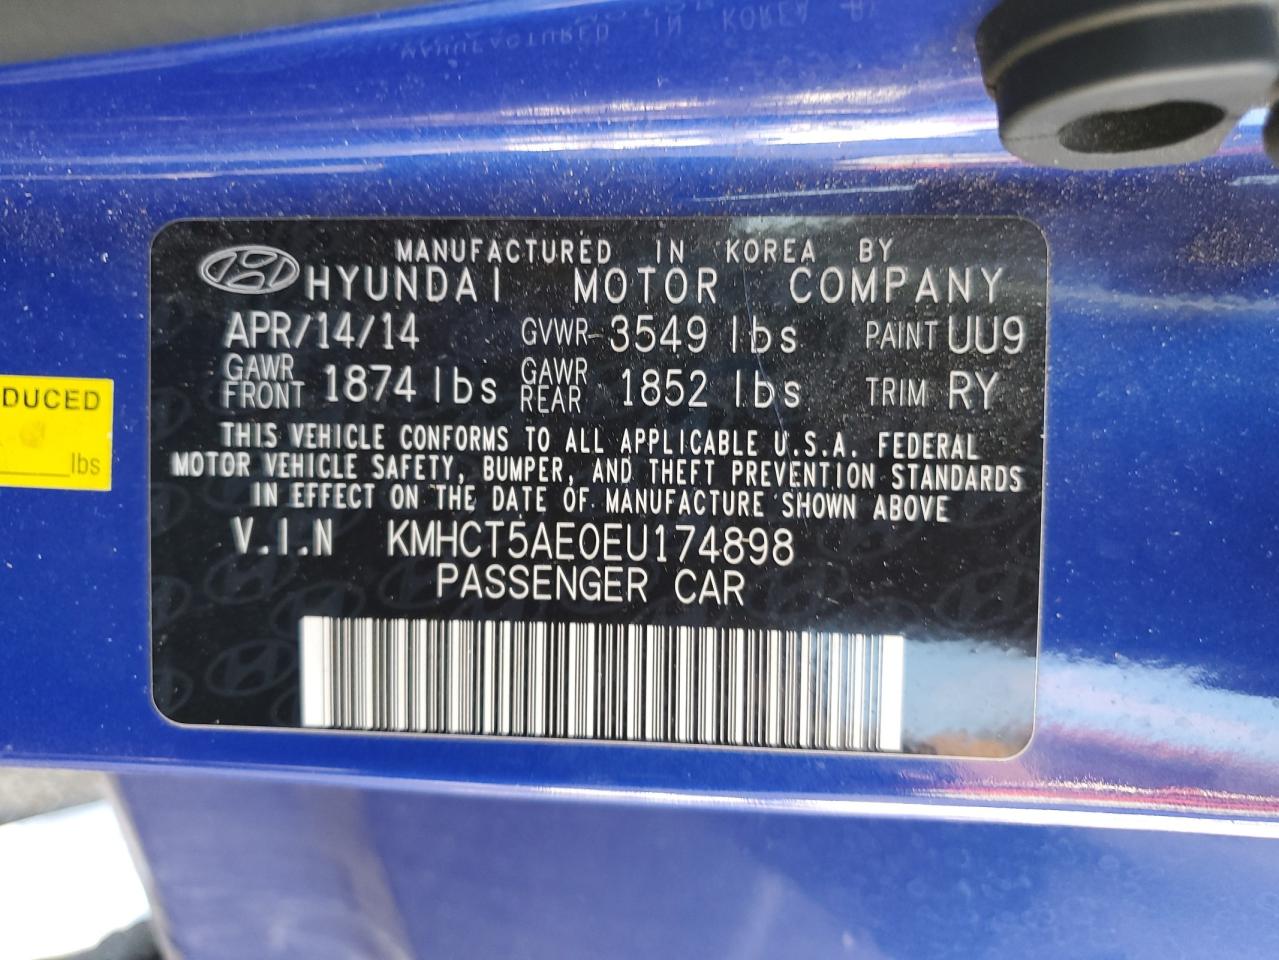 MANUFACTURED IN KOREA BY
HYUNDAI MOTOR COMPANY
APR/14/14 GVWR-3549 lbs PAINT UU9
GAWR FRONT 1874 lbs GAWR REAR 1852 lbs TRIM RY
THIS VEHICLE CONFORMS TO ALL APPLICABLE U.S.A. FEDERAL
MOTOR VEHICLE SAFETY, BUMPER, AND THEFT PREVENTION STANDARDS
IN EFFECT ON THE DATE OF MANUFACTURE SHOWN ABOVE
V.I.N KMHCT5AE0EU174898
PASSENGER CAR
DUCED
lbs